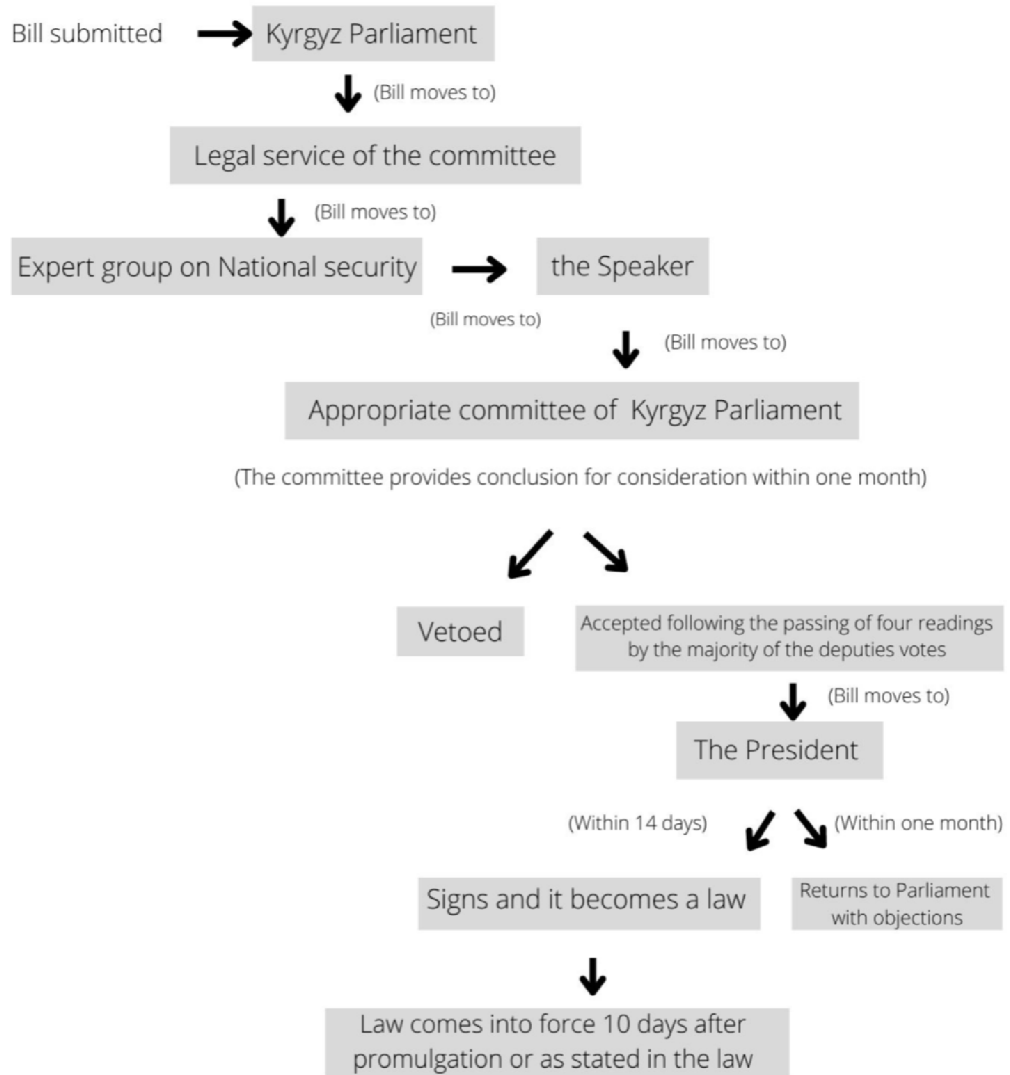 Bill submitted
Kyrgyz Parliament
(Bill moves to)
Legal service of the committee
(Bill moves to)
Expert group on National security
the Speaker
(Bill moves to)
(Bill moves to)
Appropriate committee of Kyrgyz Parliament
(The committee provides conclusion for consideration within one month)
Vetoed
Accepted following the passing of four readings
by the majority of the deputies votes
(Bill moves to)
The President
(Within 14 days)
(Within one month)
Signs and it becomes a law
Returns to Parliament
with objections
Law comes into force 10 days after
promulgation or as stated in the law